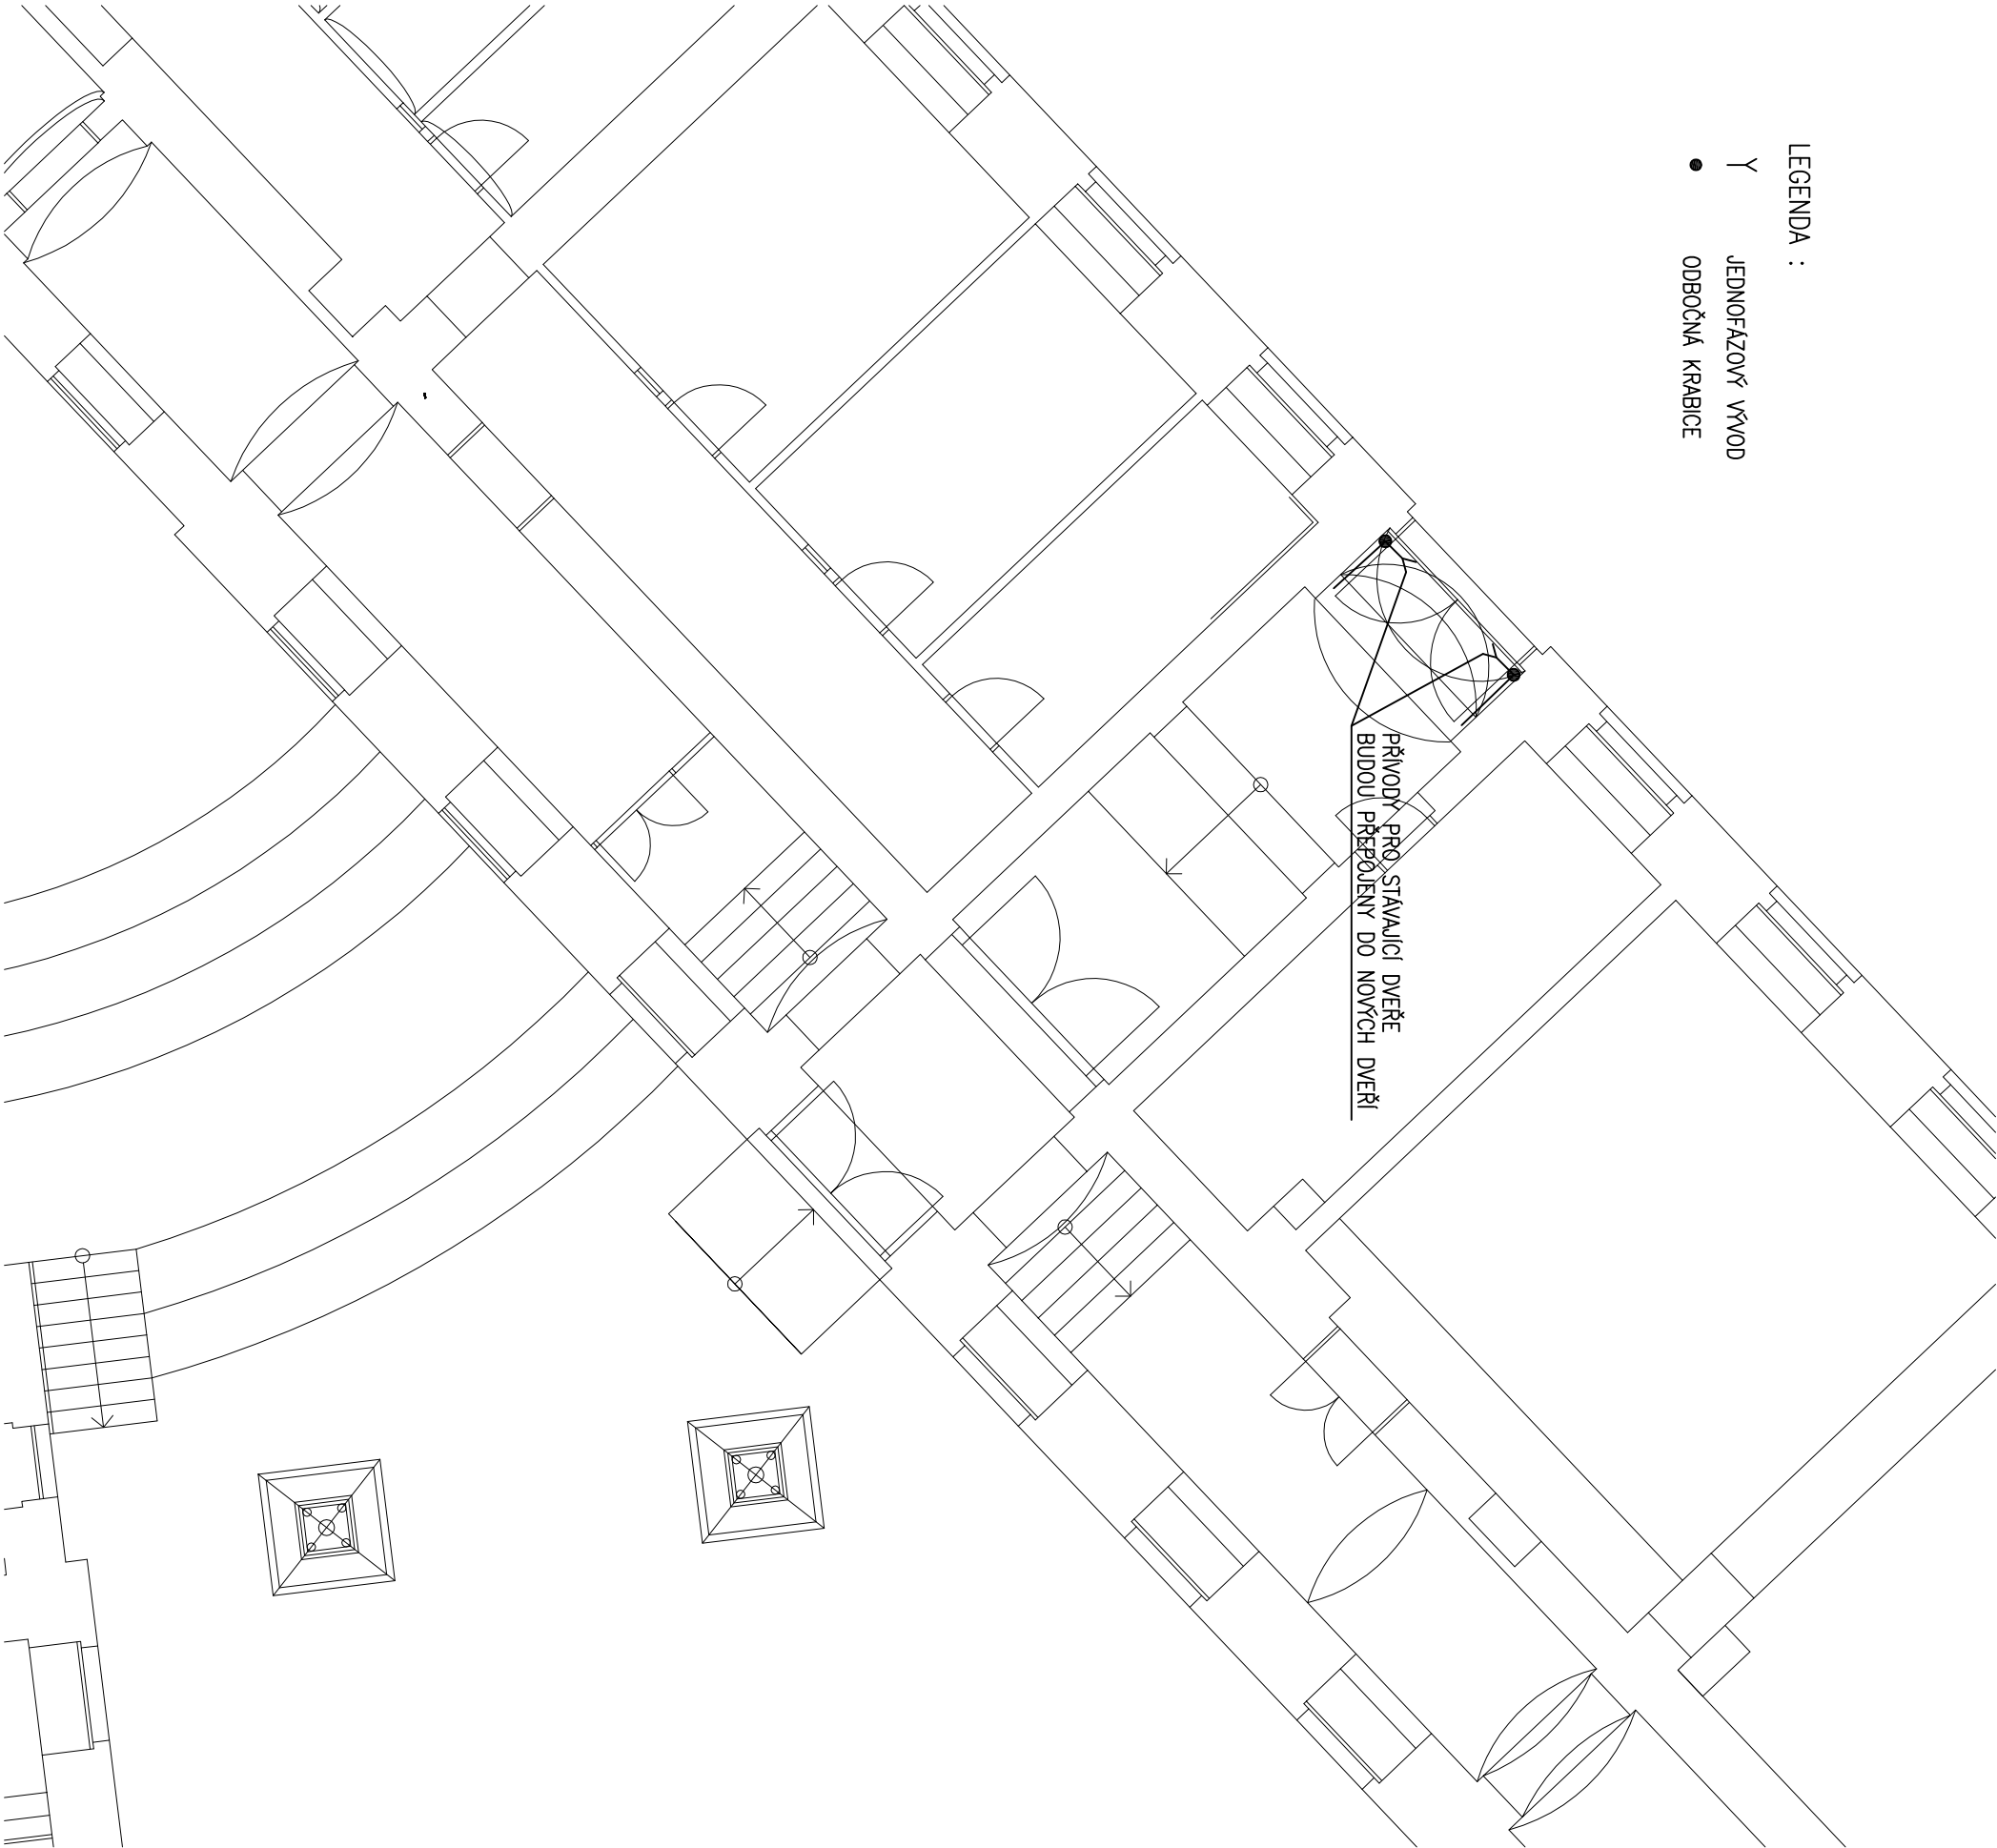 LEGENDA :
JEDNOFÁZOVÝ VÝVOD
ODBOČNÁ KRABICE
PŘÍVODY PRO STÁVAJÍCÍ DVEŘE
BUDOU PŘEPOJENY DO NOVÝCH DVEŘÍ